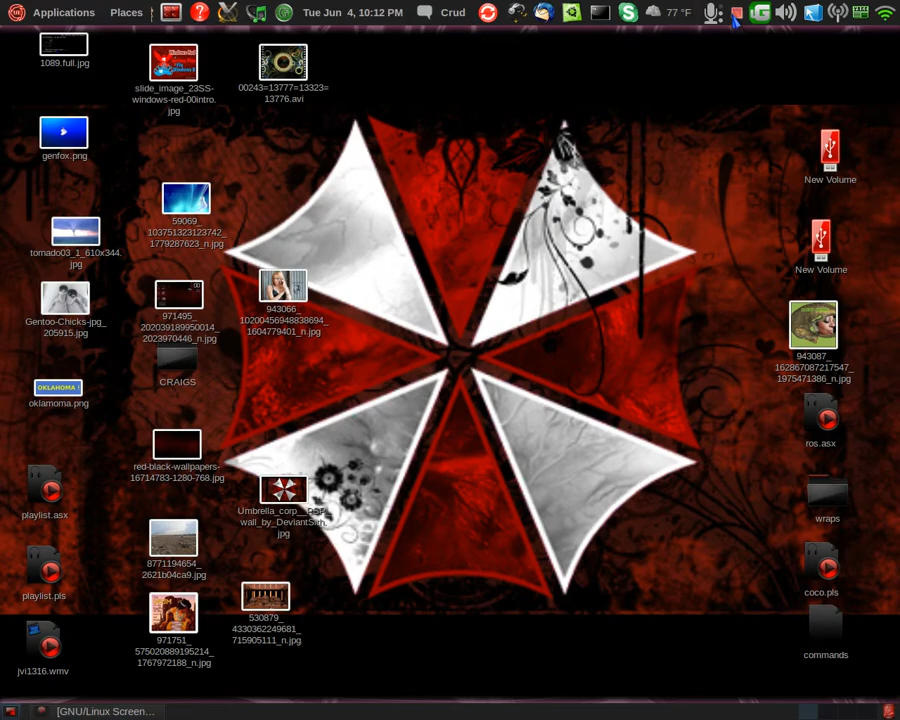 Applications Places Tue Jun 4, 10:12 PM Crud 77 °F
1089.full.jpg
slide_image_23SS-
windows-red-00intro.
jpg
00243=13777=13323=
13776.avi
genfox.png
59069_
103751323123742_
1779287623_n.jpg
tornado03_1_610x344.
jpg
Gentoo-Chicks-jpg_
205915.jpg
971495_
202039189950014_
2023970446_n.jpg
943066_
10200456948838694_
1604779401_n.jpg
CRAIGS
OKLAHOMA
oklamoma.png
red-black-wallpapers-
16714783-1280-768.jpg
playlist.asx
Umbrella_corp__PSP_
wall_by_DeviantSith.
jpg
8771194654_
2621b04ca9.jpg
playlist.pls
971751_
575020889195214_
1767972188_n.jpg
530879_
4330362249681_
715905111_n.jpg
jvi1316.wmv
New Volume
New Volume
943087_
162867087217547_
1975471386_n.jpg
ros.asx
wraps
coco.pls
commands
[GNU/Linux Screen...